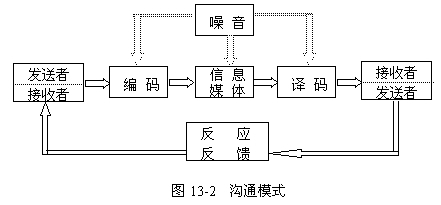 噪 音
发送者
接收者
编 码
信 息
媒 体
译 码
接收者
发送者
反 应
反 馈
图 13-2 沟通模式